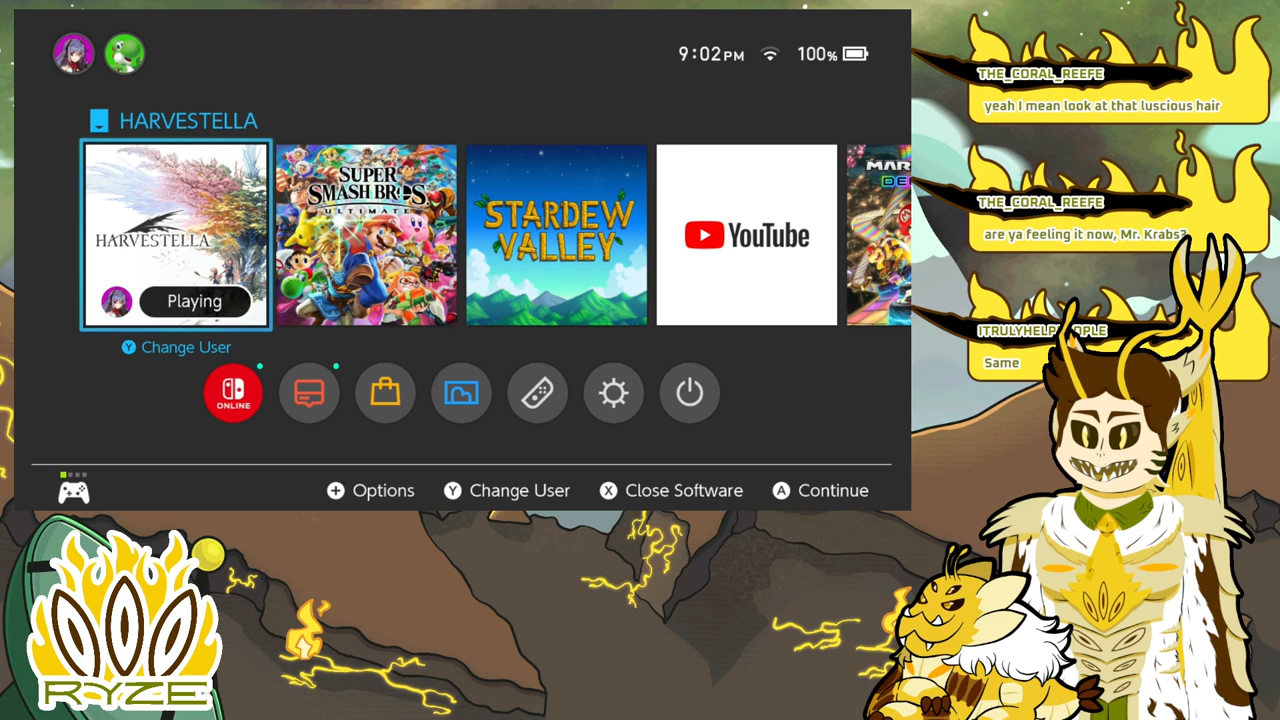 9:02PM 100%
HARVESTELLA
HARVESTELLA
Playing
SUPER
SMASH BROS.
ULTIMATE
STARDEW
VALLEY
YouTube
MAR
DE
Y Change User
ONLINE
+ Options Y Change User X Close Software A Continue
THE_CORAL_REEFE
yeah I mean look at that luscious hair
THE_CORAL_REEFE
are ya feeling it now, Mr. Krabs?
Same
RYZE